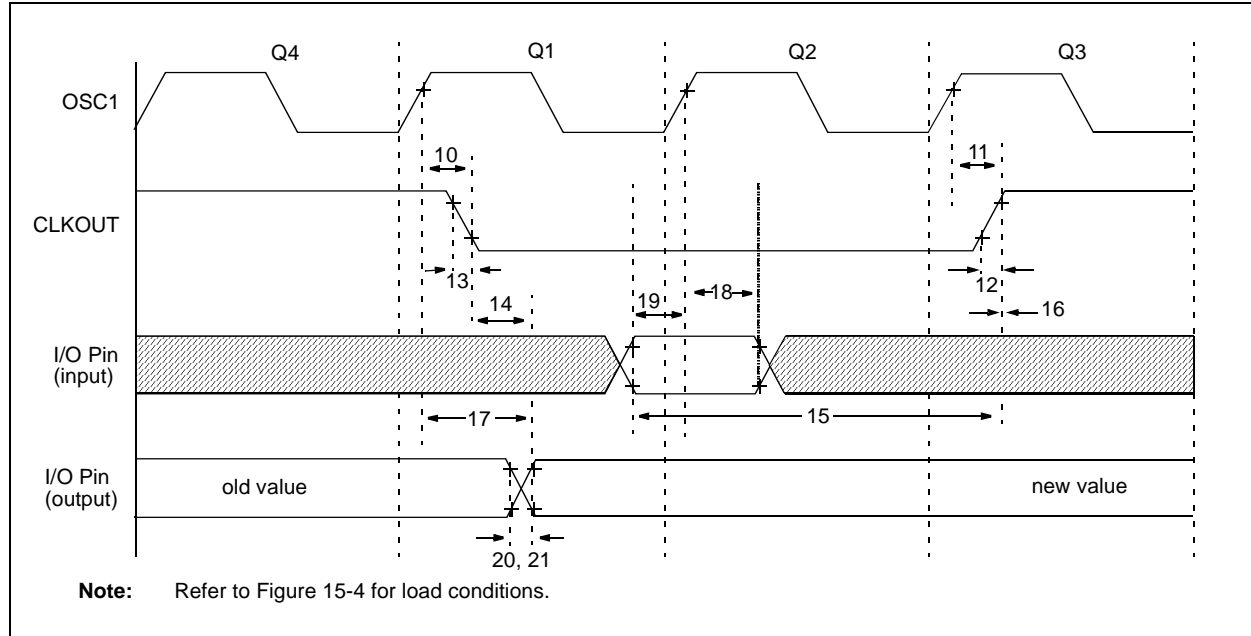 Q4 Q1 Q2 Q3
OSC1
10 11
CLKOUT
13 12
14 19 18 16
I/O Pin
(input)
17 15
I/O Pin
(output)
old value new value
20, 21
Note: Refer to Figure 15-4 for load conditions.